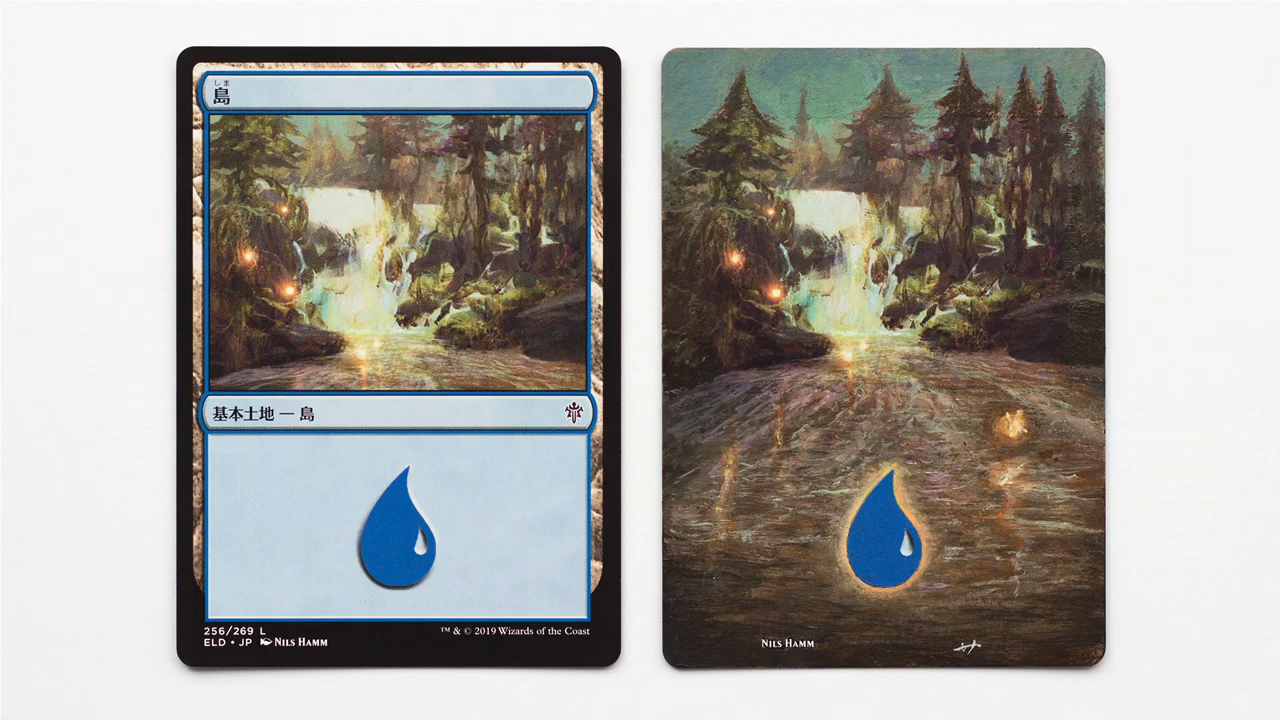 しま
島
基本土地 — 島
256/269 L
ELD • JP NILS HAMM
™ & © 2019 Wizards of the Coast
NILS HAMM